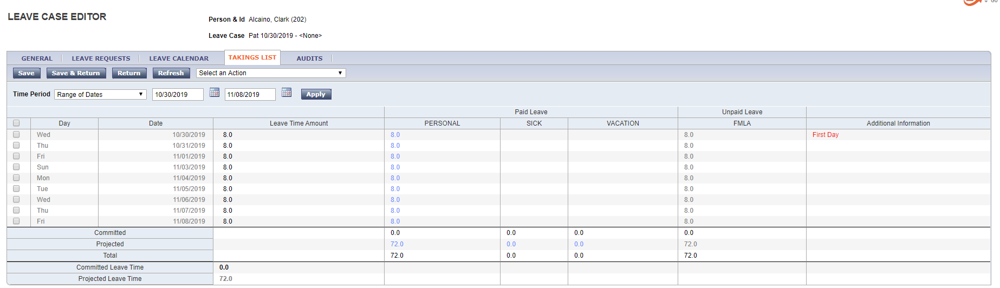 LEAVE CASE EDITOR
Person & Id Alcaino, Clark (202)
Leave Case Pat 10/30/2019 - <None>
GENERAL LEAVE REQUESTS LEAVE CALENDAR TAKINGS LIST AUDITS
Save Save & Return Return Refresh Select an Action
Time Period Range of Dates 10/30/2019 11/08/2019 Apply
Paid Leave Unpaid Leave
Day Date Leave Time Amount PERSONAL SICK VACATION FMLA Additional Information
Wed 10/30/2019 8.0 8.0 8.0 First Day
Thu 10/31/2019 8.0 8.0 8.0
Fri 11/01/2019 8.0 8.0 8.0
Sun 11/03/2019 8.0 8.0 8.0
Mon 11/04/2019 8.0 8.0 8.0
Tue 11/05/2019 8.0 8.0 8.0
Wed 11/06/2019 8.0 8.0 8.0
Thu 11/07/2019 8.0 8.0 8.0
Fri 11/08/2019 8.0 8.0 8.0
Committed 0.0 0.0 0.0 0.0
Projected 72.0 0.0 0.0 72.0
Total 72.0 0.0 0.0 72.0
Committed Leave Time 0.0
Projected Leave Time 72.0